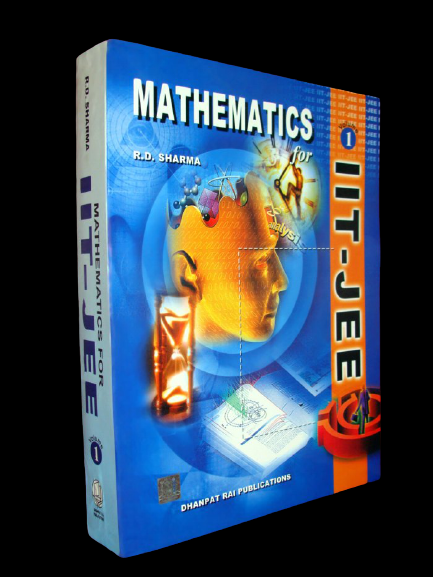 R.D. SHARMA
MATHEMATICS FOR
IIT-JEE
1
MATHEMATICS
for
R.D. SHARMA
1
IIT-JEE
DHANPAT RAI PUBLICATIONS